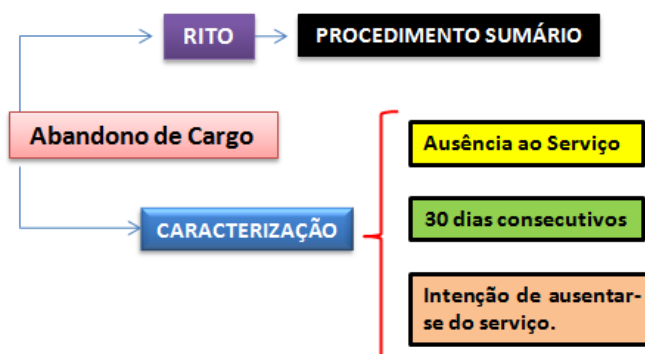 RITO
PROCEDIMENTO SUMÁRIO
Abandono de Cargo
CARACTERIZAÇÃO
Ausência ao Serviço
30 dias consecutivos
Intenção de ausentar-
se do serviço.